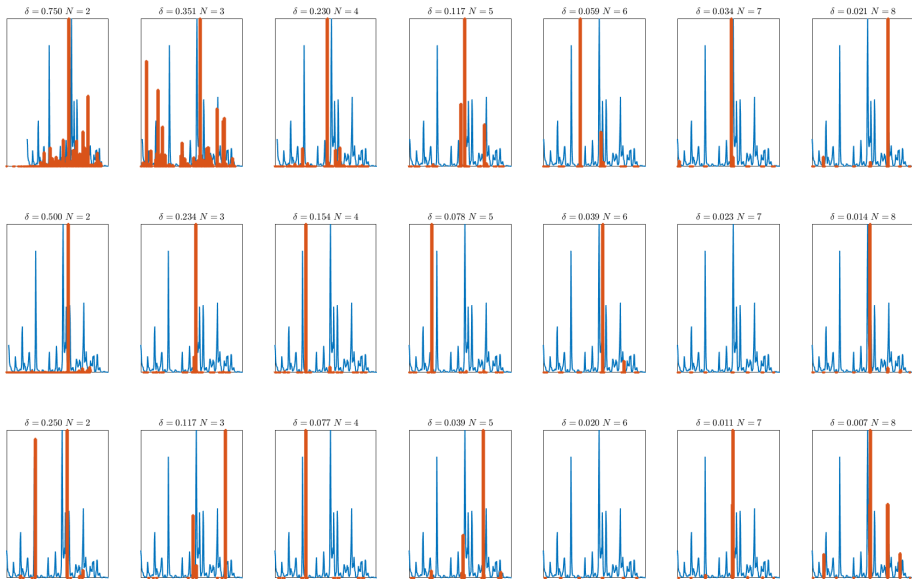 δ = 0.750 N = 2
δ = 0.351 N = 3
δ = 0.230 N = 4
δ = 0.117 N = 5
δ = 0.059 N = 6
δ = 0.034 N = 7
δ = 0.021 N = 8
δ = 0.500 N = 2
δ = 0.234 N = 3
δ = 0.154 N = 4
δ = 0.078 N = 5
δ = 0.039 N = 6
δ = 0.023 N = 7
δ = 0.014 N = 8
δ = 0.250 N = 2
δ = 0.117 N = 3
δ = 0.077 N = 4
δ = 0.039 N = 5
δ = 0.020 N = 6
δ = 0.011 N = 7
δ = 0.007 N = 8